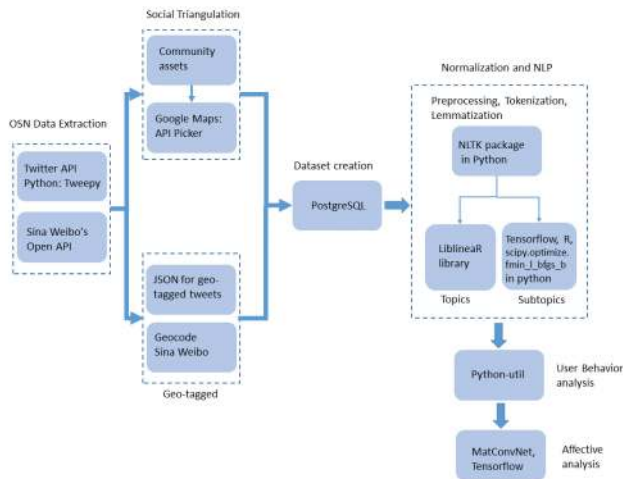 Social Triangulation
Community
assets
Google Maps:
API Picker
OSN Data Extraction
Twitter API
Python: Tweepy
Sina Weibo's
Open API
JSON for geo-
tagged tweets
Geocode
Sina Weibo
Geo-tagged
Dataset creation
PostgreSQL
Normalization and NLP
Preprocessing, Tokenization,
Lemmatization
NLTK package
in Python
LiblineaR
library
Topics
Tensorflow, R,
scipy.optimize.
fmin_l_bfgs_b
in python
Subtopics
Python-util
User Behavior
analysis
MatConvNet,
Tensorflow
Affective
analysis